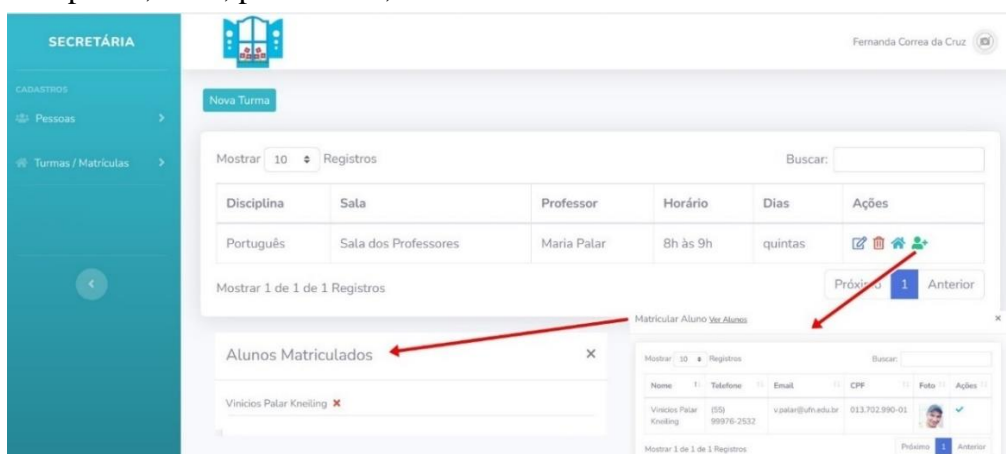 SECRETÁRIA
Fernanda Correa da Cruz
CADASTROS
Pessoas
Turmas / Matrículas
Nova Turma
Mostrar 10 Registros
Buscar:
Disciplina Sala Professor Horário Dias Ações
Português Sala dos Professores Maria Palar 8h às 9h quintas
Mostrar 1 de 1 de 1 Registros
Próximo 1 Anterior
Alunos Matriculados
Vinicios Palar Kneiling
Matricular Aluno Ver Alunos
Mostrar 10 Registros
Buscar:
Nome Telefone Email CPF Foto Ações
Vinicios Palar (55) v.palar@ufn.edu.br 013.702.990-01
Kneiling 99976-2532
Mostrar 1 de 1 de 1 Registros
Próximo 1 Anterior